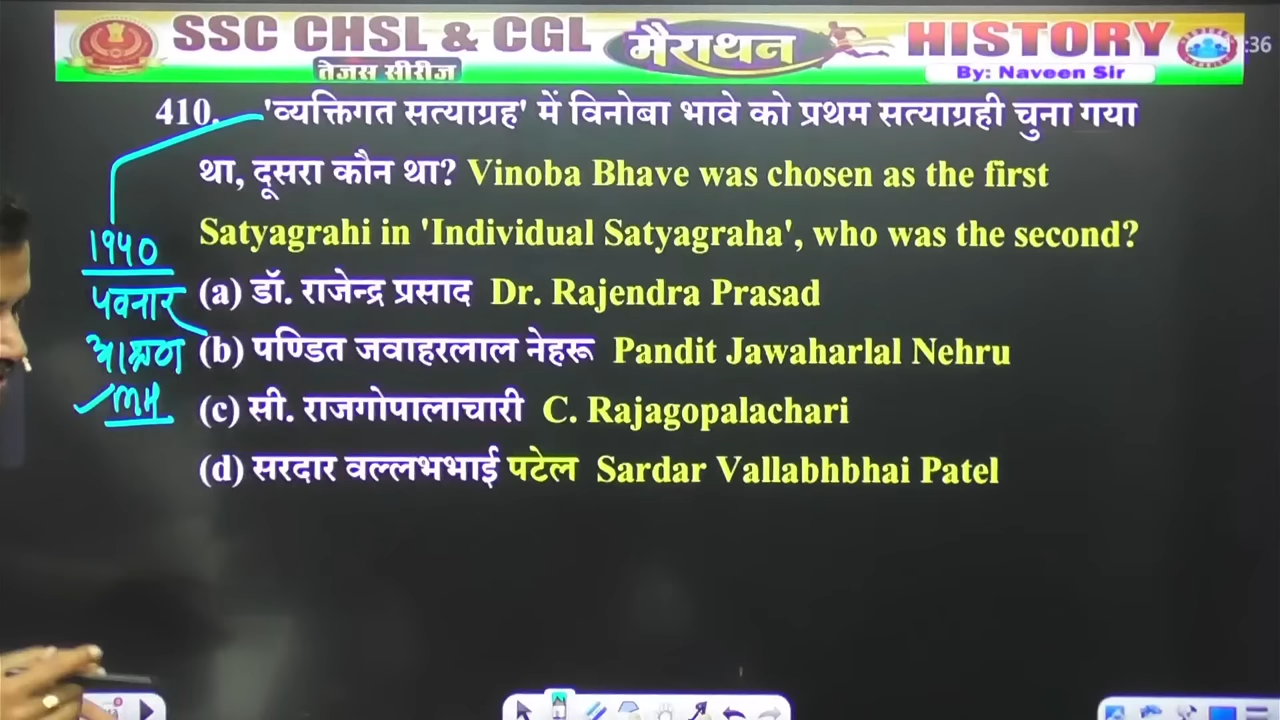 SSC CHSL & CGL मैराथन HISTORY
तेजस सीरीज
By: Naveen Sir
:36
410. 'व्यक्तिगत सत्याग्रह' में विनोबा भावे को प्रथम सत्याग्रही चुना गया
था, दूसरा कौन था? Vinoba Bhave was chosen as the first
Satyagrahi in 'Individual Satyagraha', who was the second?
(a) डॉ. राजेन्द्र प्रसाद Dr. Rajendra Prasad
(b) पण्डित जवाहरलाल नेहरू Pandit Jawaharlal Nehru
(c) सी. राजगोपालाचारी C. Rajagopalachari
(d) सरदार वल्लभभाई पटेल Sardar Vallabhbhai Patel
1940
पवनार
आश्रम
MH